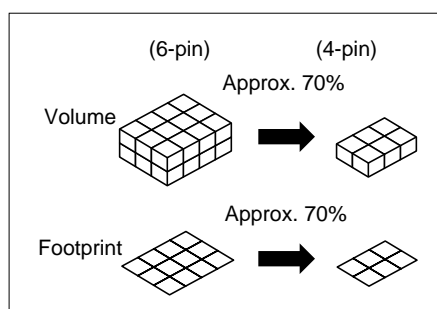 (6-pin) (4-pin)
Approx. 70%
Volume
Approx. 70%
Footprint